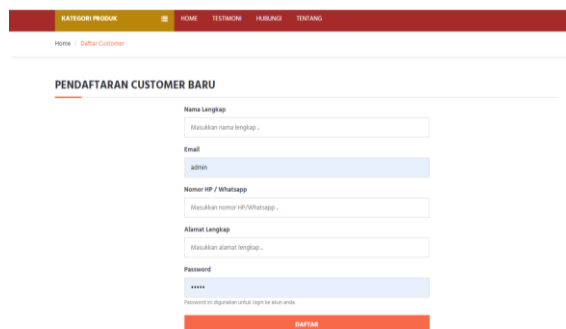 KATEGORI PRODUK HOME TESTIMONI HUBUNGI TENTANG
Home / Daftar Customer
PENDAFTARAN CUSTOMER BARU
Nama Lengkap
Masukkan nama lengkap ..
Email
admin
Nomor HP / Whatsapp
Masukkan nomor HP/Whatsapp ..
Alamat Lengkap
Masukkan alamat lengkap ..
Password
•••••
Password ini digunakan untuk login ke akun anda.
DAFTAR